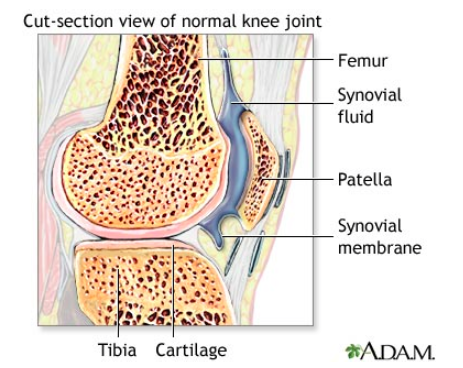 Cut-section view of normal knee joint
Femur
Synovial
fluid
Patella
Synovial
membrane
Tibia
Cartilage
ADAM.